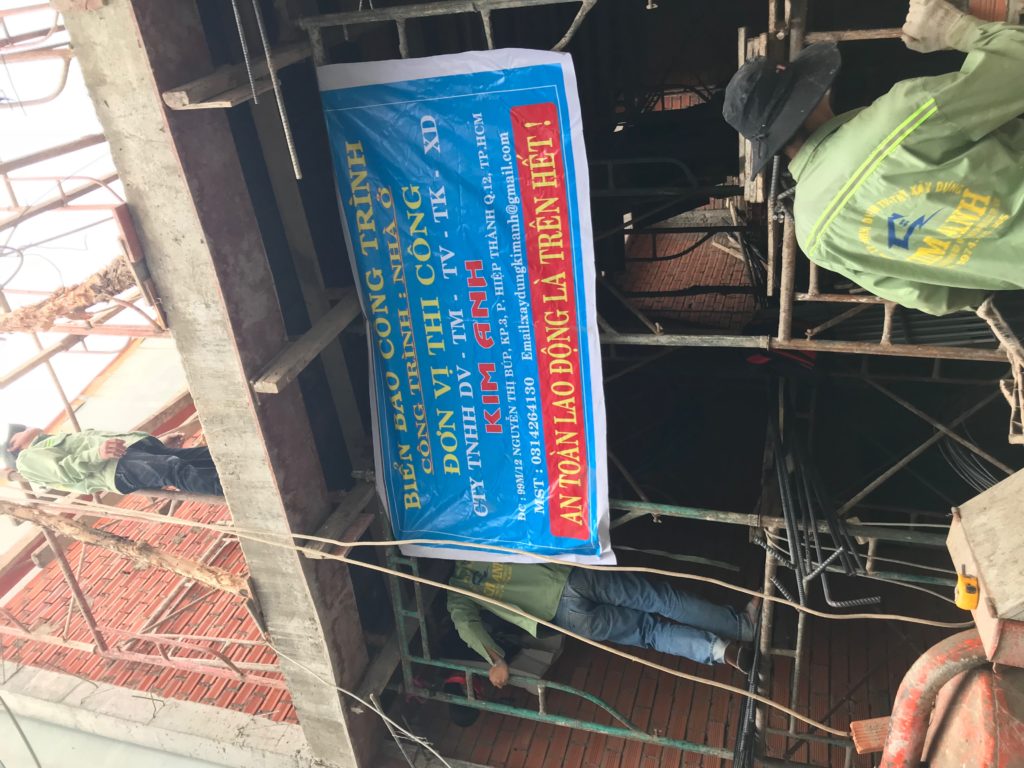 BIỂN BÁO CÔNG TRÌNH
CÔNG TRÌNH : NHÀ Ở
ĐƠN VỊ THI CÔNG
CTY TNHH DV - TM - TV - TK - XD
KIM ANH
ĐC : 99M/12 NGUYỄN THỊ BÚP, KP.3, P. HIỆP THÀNH Q.12, TP.HCM
MST : 0314264130 Email:xaydungkimanh@gmail.com
AN TOÀN LAO ĐỘNG LÀ TRÊN HẾT !
KIM ANH